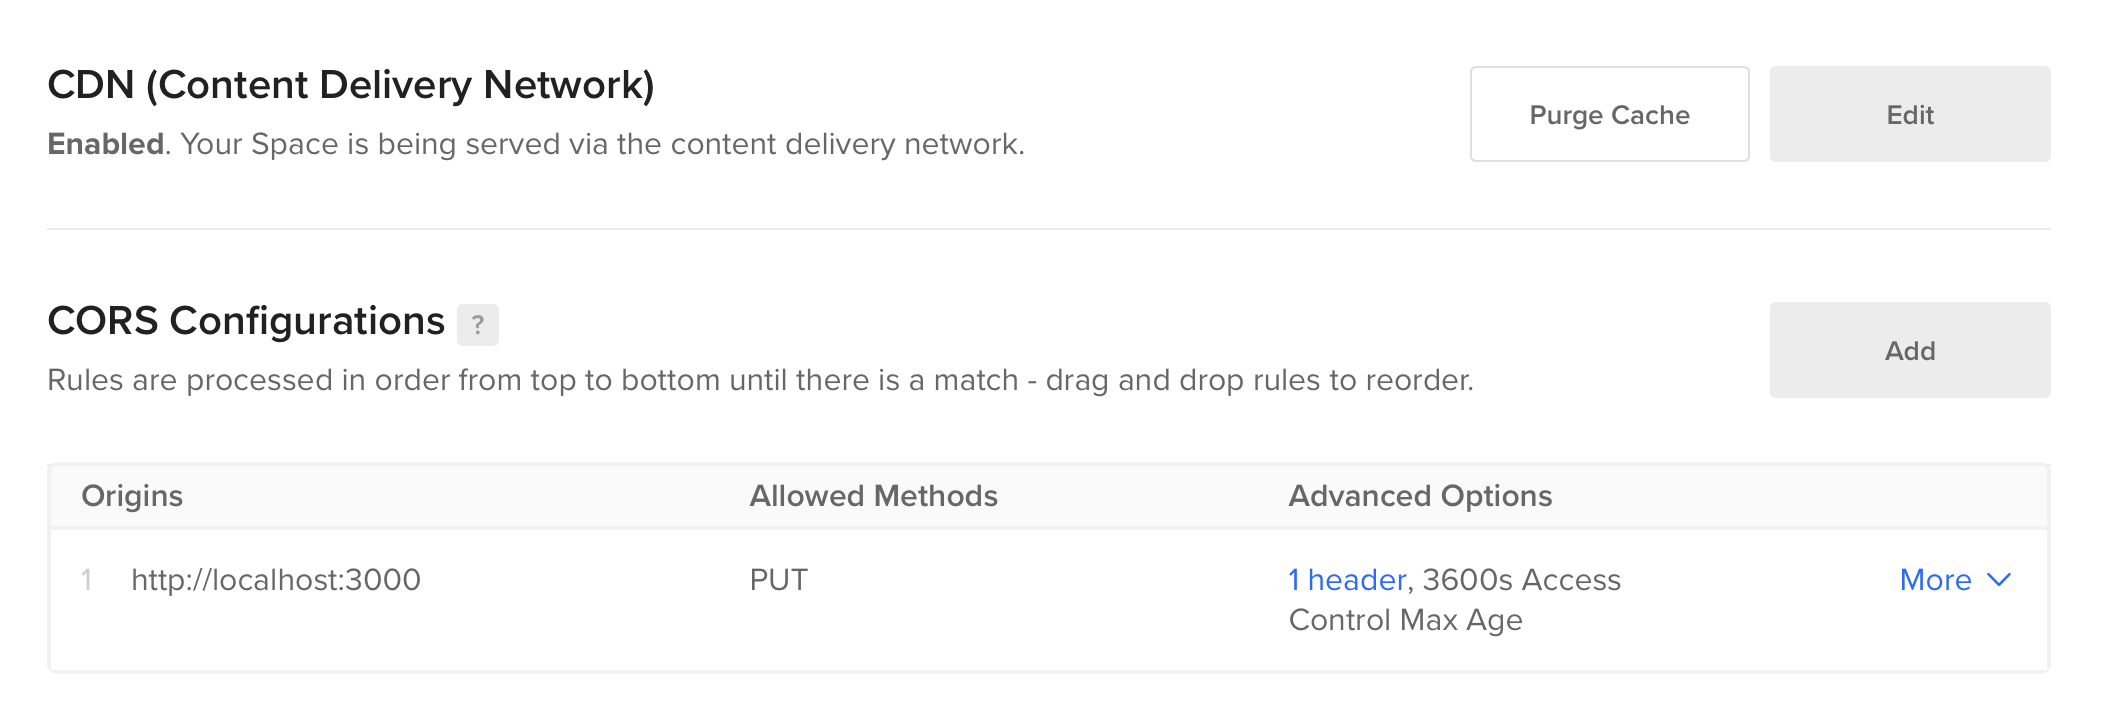 CDN (Content Delivery Network)
Enabled. Your Space is being served via the content delivery network.
Purge Cache
Edit
CORS Configurations ?
Rules are processed in order from top to bottom until there is a match - drag and drop rules to reorder.
Add
Origins Allowed Methods Advanced Options
1 http://localhost:3000 PUT 1 header, 3600s Access More
Control Max Age